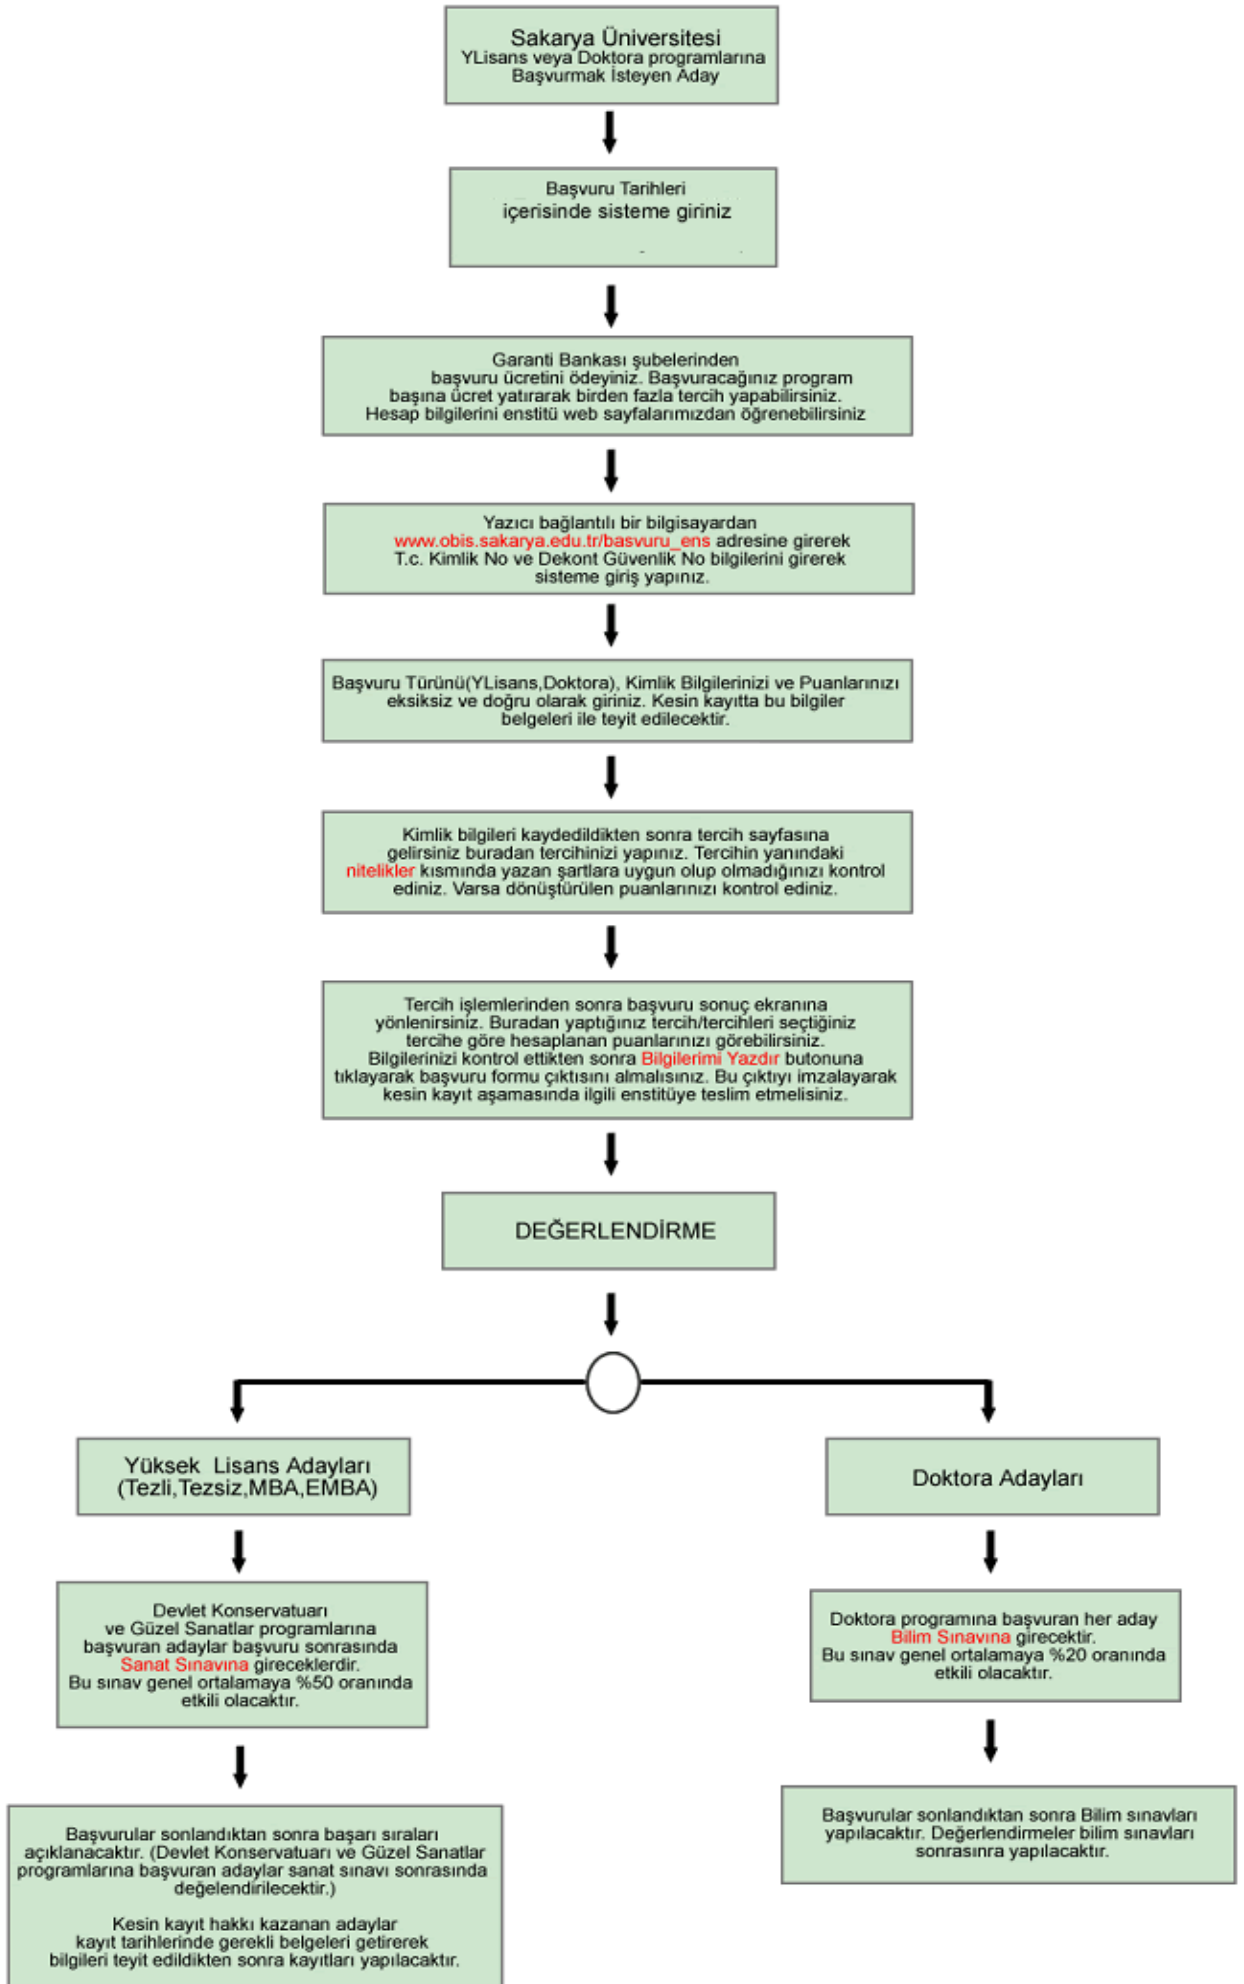 Sakarya Üniversitesi
YLisans veya Doktora programlarına
Başvurmak İsteyen Aday
Başvuru Tarihleri
içerisinde sisteme giriniz
Garanti Bankası şubelerinden
başvuru ücretini ödeyiniz. Başvuracağınız program
başına ücret yatırarak birden fazla tercih yapabilirsiniz.
Hesap bilgilerini enstitü web sayfalarımızdan öğrenebilirsiniz
Yazıcı bağlantılı bir bilgisayardan
www.obis.sakarya.edu.tr/basvuru_ens adresine girerek
T.c. Kimlik No ve Dekont Güvenlik No bilgilerini girerek
sisteme giriş yapınız.
Başvuru Türünü(YLisans,Doktora), Kimlik Bilgilerinizi ve Puanlarınızı
eksiksiz ve doğru olarak giriniz. Kesin kayıtta bu bilgiler
belgeleri ile teyit edilecektir.
Kimlik bilgileri kaydedildikten sonra tercih sayfasına
gelirsiniz buradan tercihinizi yapınız. Tercihin yanındaki
nitelikler kısmında yazan şartlara uygun olup olmadığınızı kontrol
ediniz. Varsa dönüştürülen puanlarınızı kontrol ediniz.
Tercih işlemlerinden sonra başvuru sonuç ekranına
yönlenirsiniz. Buradan yaptığınız tercih/tercihleri seçtiğiniz
tercihe göre hesaplanan puanlarınızı görebilirsiniz.
Bilgilerinizi kontrol ettikten sonra Bilgilerimi Yazdır butonuna
tıklayarak başvuru formu çıktısını almalısınız. Bu çıktıyı imzalayarak
kesin kayıt aşamasında ilgili enstitüye teslim etmelisiniz.
DEĞERLENDİRME
Yüksek Lisans Adayları
(Tezli,Tezsiz,MBA,EMBA)
Devlet Konservatuarı
ve Güzel Sanatlar programlarına
başvuran adaylar başvuru sonrasında
Sanat Sınavına gireceklerdir.
Bu sınav genel ortalamaya %50 oranında
etkili olacaktır.
Başvurular sonlandıktan sonra başarı sıraları
açıklanacaktır. (Devlet Konservatuarı ve Güzel Sanatlar
programlarına başvuran adaylar sanat sınavı sonrasında
değelendirilecektir.)
Kesin kayıt hakkı kazanan adaylar
kayıt tarihlerinde gerekli belgeleri getirerek
bilgileri teyit edildikten sonra kayıtları yapılacaktır.
Doktora Adayları
Doktora programına başvuran her aday
Bilim Sınavına girecektir.
Bu sınav genel ortalamaya %20 oranında
etkili olacaktır.
Başvurular sonlandıktan sonra Bilim sınavları
yapılacaktır. Değerlendirmeler bilim sınavları
sonrasınra yapılacaktır.